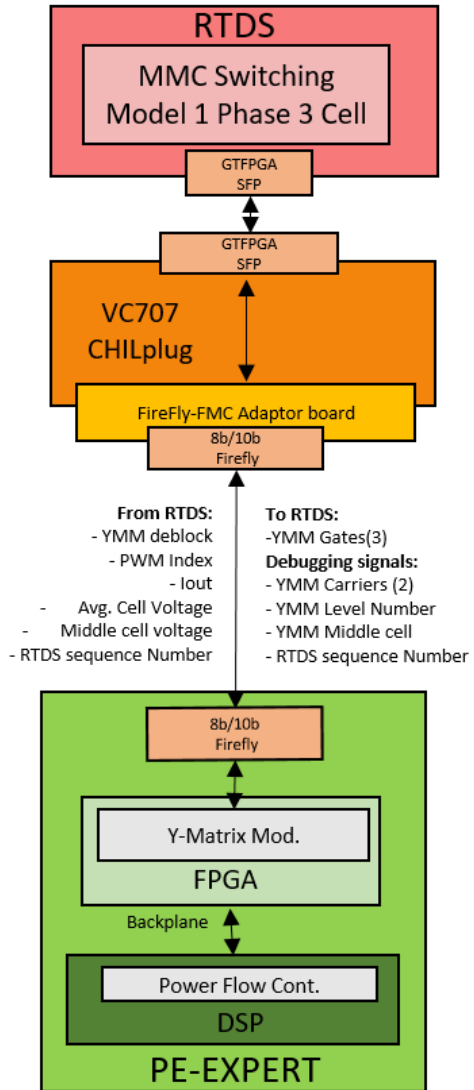 RTDS
MMC Switching
Model 1 Phase 3 Cell
GTFPGA
SFP
GTFPGA
SFP
VC707
CHILplug
FireFly-FMC Adaptor board
8b/10b
Firefly
From RTDS:
- YMM deblock
- PWM Index
- Iout
- Avg. Cell Voltage
- Middle cell voltage
- RTDS sequence Number
To RTDS:
-YMM Gates(3)
Debugging signals:
- YMM Carriers (2)
- YMM Level Number
- YMM Middle cell
- RTDS sequence Number
8b/10b
Firefly
Y-Matrix Mod.
FPGA
Backplane
Power Flow Cont.
DSP
PE-EXPERT